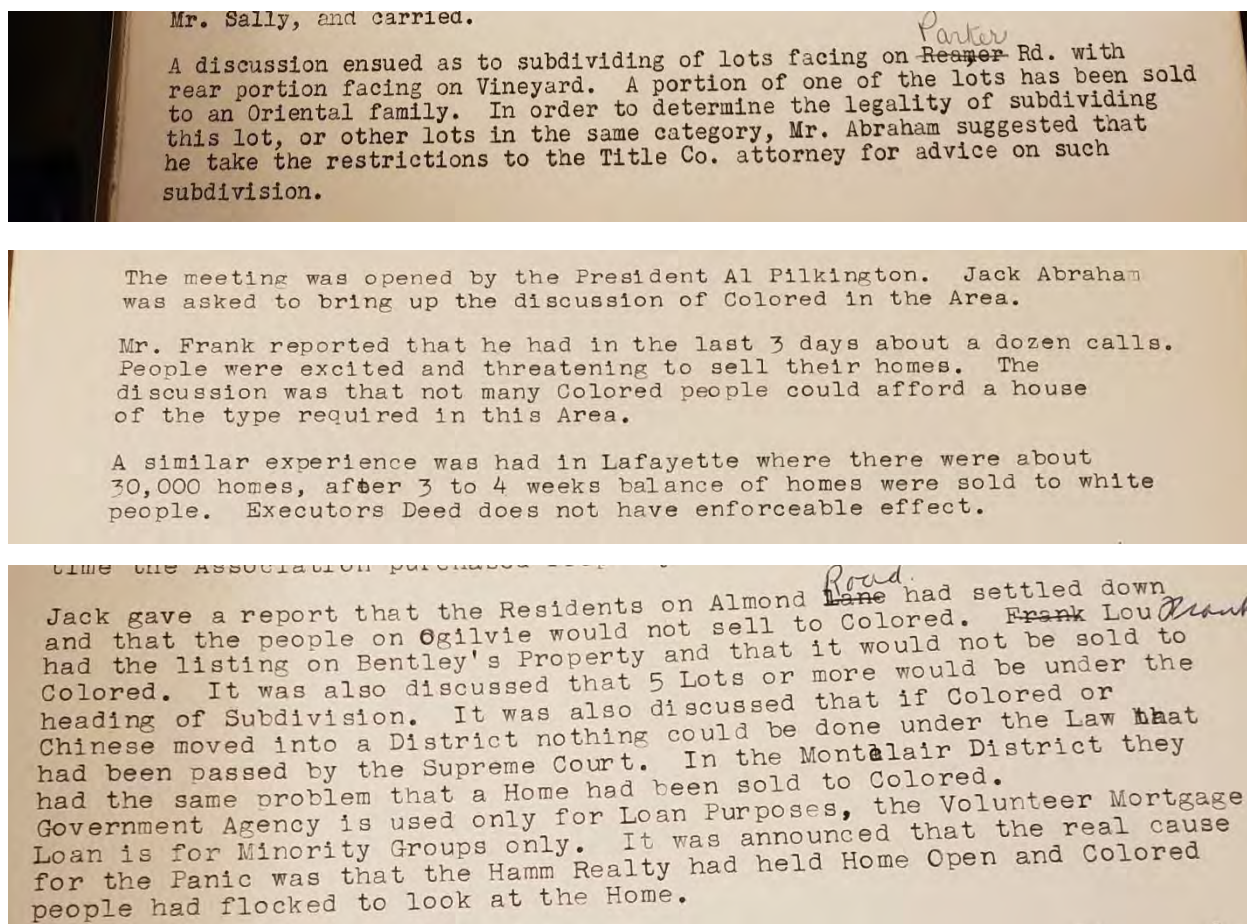 Mr. Sally, and carried.
Parker
A discussion ensued as to subdividing of lots facing on Reamer Rd. with
rear portion facing on Vineyard. A portion of one of the lots has been sold
to an Oriental family. In order to determine the legality of subdividing
this lot, or other lots in the same category, Mr. Abraham suggested that
he take the restrictions to the Title Co. attorney for advice on such
subdivision.
The meeting was opened by the President Al Pilkington. Jack Abraham
was asked to bring up the discussion of Colored in the Area.
Mr. Frank reported that he had in the last 3 days about a dozen calls.
People were excited and threatening to sell their homes. The
discussion was that not many Colored people could afford a house
of the type required in this Area.
A similar experience was had in Lafayette where there were about
30,000 homes, after 3 to 4 weeks balance of homes were sold to white
people. Executors Deed does not have enforceable effect.
time the Association purchased
Road.
Jack gave a report that the Residents on Almond Lane had settled down
and that the people on Ogilvie would not sell to Colored. Frank Lou Frank
had the listing on Bentley's Property and that it would not be sold to
Colored. It was also discussed that 5 Lots or more would be under the
heading of Subdivision. It was also discussed that if Colored or
Chinese moved into a District nothing could be done under the Law that
had been passed by the Supreme Court. In the Montclair District they
had the same problem that a Home had been sold to Colored.
Government Agency is used only for Loan Purposes, the Volunteer Mortgage
Loan is for Minority Groups only. It was announced that the real cause
for the Panic was that the Hamm Realty had held Home Open and Colored
people had flocked to look at the Home.